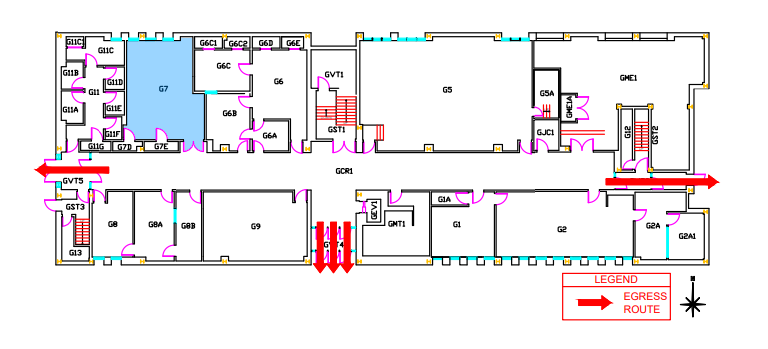 G11C1
G11C
G6C1
G6C2
G6D
G6E
G11B
G11D
G11
G7
G6C
G6
GVT1
G5
GME1
G11A
G11E
G6B
G5A
GME1A
G11F
G6A
GST1
GJC1
G12
GST2
G11G
G7D
G7E
GCR1
GVT5
GST3
G8
G8A
G8B
G9
GEV1
GMT1
G1A
G1
G2
G2A
G2A1
G13
LEGEND
EGRESS
ROUTE
N